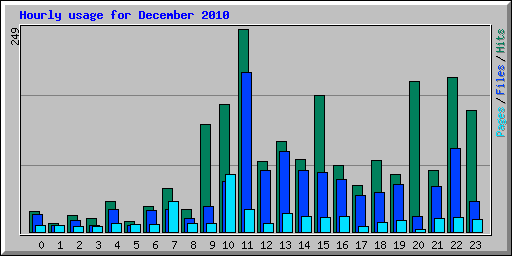 Hourly usage for December 2010
249
Pages/Files/Hits
0 1 2 3 4 5 6 7 8 9 10 11 12 13 14 15 16 17 18 19 20 21 22 23